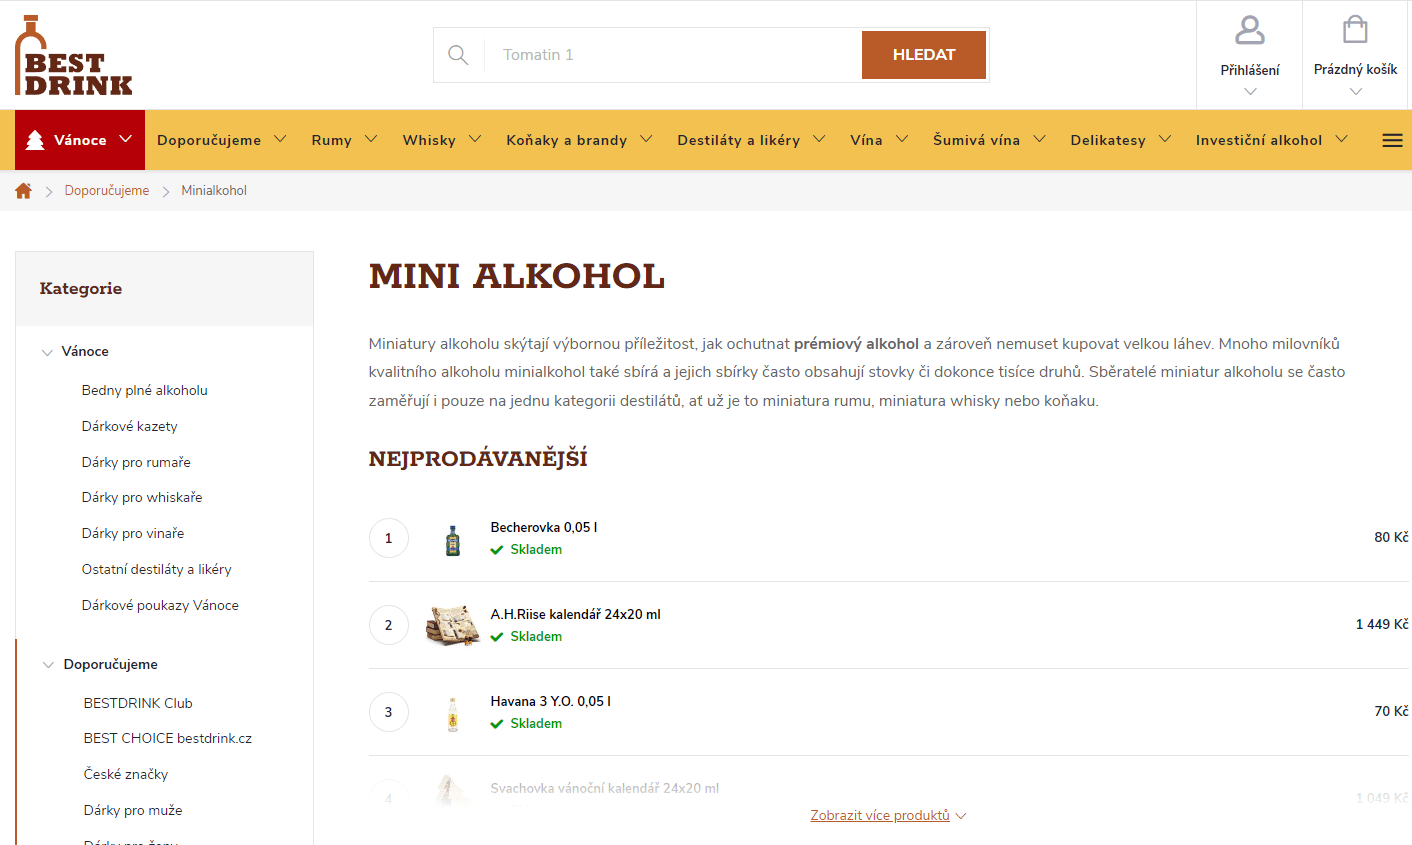 BEST
DRINK
Tomatin 1
HLEDAT
Přihlášení
Prázdný košík
Vánoce
Doporučujeme
Rumy
Whisky
Koňaky a brandy
Destiláty a likéry
Vína
Šumivá vína
Delikatesy
Investiční alkohol
Doporučujeme
Minialkohol
Kategorie
Vánoce
Bedny plné alkoholu
Dárkové kazety
Dárky pro rumaře
Dárky pro whiskaře
Dárky pro vinaře
Ostatní destiláty a likéry
Dárkové poukazy Vánoce
Doporučujeme
BESTDRINK Club
BEST CHOICE bestdrink.cz
České značky
Dárky pro muže
Dárky pro ženy
MINI ALKOHOL
Miniatury alkoholu skýtají výbornou příležitost, jak ochutnat prémiový alkohol a zároveň nemuset kupovat velkou láhev. Mnoho milovníků
kvalitního alkoholu minialkohol také sbírá a jejich sbírky často obsahují stovky či dokonce tisíce druhů. Sběratelé miniatur alkoholu se často
zaměřují i pouze na jednu kategorii destilátů, ať už je to miniatura rumu, miniatura whisky nebo koňaku.
NEJPRODÁVANĚJŠÍ
1
Becherovka 0,05 l
Skladem
80 Kč
2
A.H.Riise kalendář 24x20 ml
Skladem
1 449 Kč
3
Havana 3 Y.O. 0,05 l
Skladem
70 Kč
4
Svachovka vánoční kalendář 24x20 ml
1 049 Kč
Zobrazit více produktů